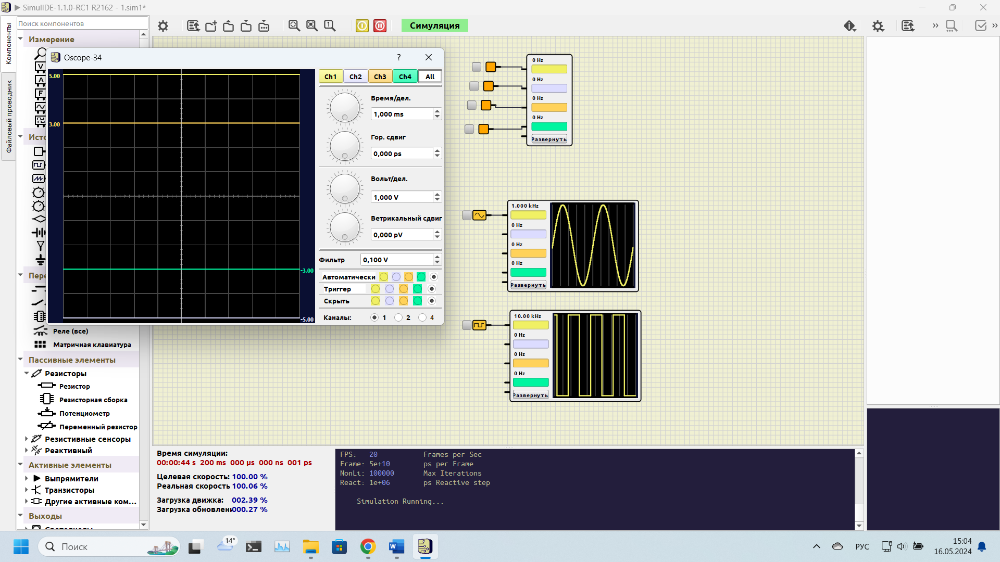 SimulIDE-1.1.0-RC1 R2162 - 1.sim1*
Компоненты
Файловый проводник
Поиск компонентов
Симуляция
Измерение
Перe
Реле (все)
Матричная клавиатура
Пассивные элементы
Резисторы
Резистор
Резисторная сборка
Потенциометр
Переменный резистор
Резистивные сенсоры
Реактивный
Активные элементы
Выпрямители
Транзисторы
Другие активные ком...
Выходы
Oscope-34
?
5.00
3.00
-3.00
-5.00
Ch1 Ch2 Ch3 Ch4 All
Время/дел.
1,000 ms
Гор. сдвиг
0,000 ps
Вольт/дел.
1,000 V
Ветрикальный сдвиг
0,000 pV
Фильтр 0,100 V
Автоматически
Триггер
Скрыть
Каналы: 1 2 4
0 Hz
0 Hz
0 Hz
0 Hz
Развернуть
1.000 kHz
0 Hz
0 Hz
0 Hz
Развернуть
10.00 kHz
0 Hz
0 Hz
0 Hz
Развернуть
Время симуляции:
00:00:44 s 200 ms 000 µs 000 ns 001 ps
Целевая скорость: 100.00 %
Реальная скорость 100.06 %
Загрузка движка: 002.39 %
Загрузка обновлени 000.27 %
FPS: 20 Frames per Sec
Frame: 5e+10 ps per Frame
NonLi: 100000 Max Iterations
React: 1e+06 ps Reactive step
Simulation Running...
Поиск
14°
РУС
15:04
16.05.2024